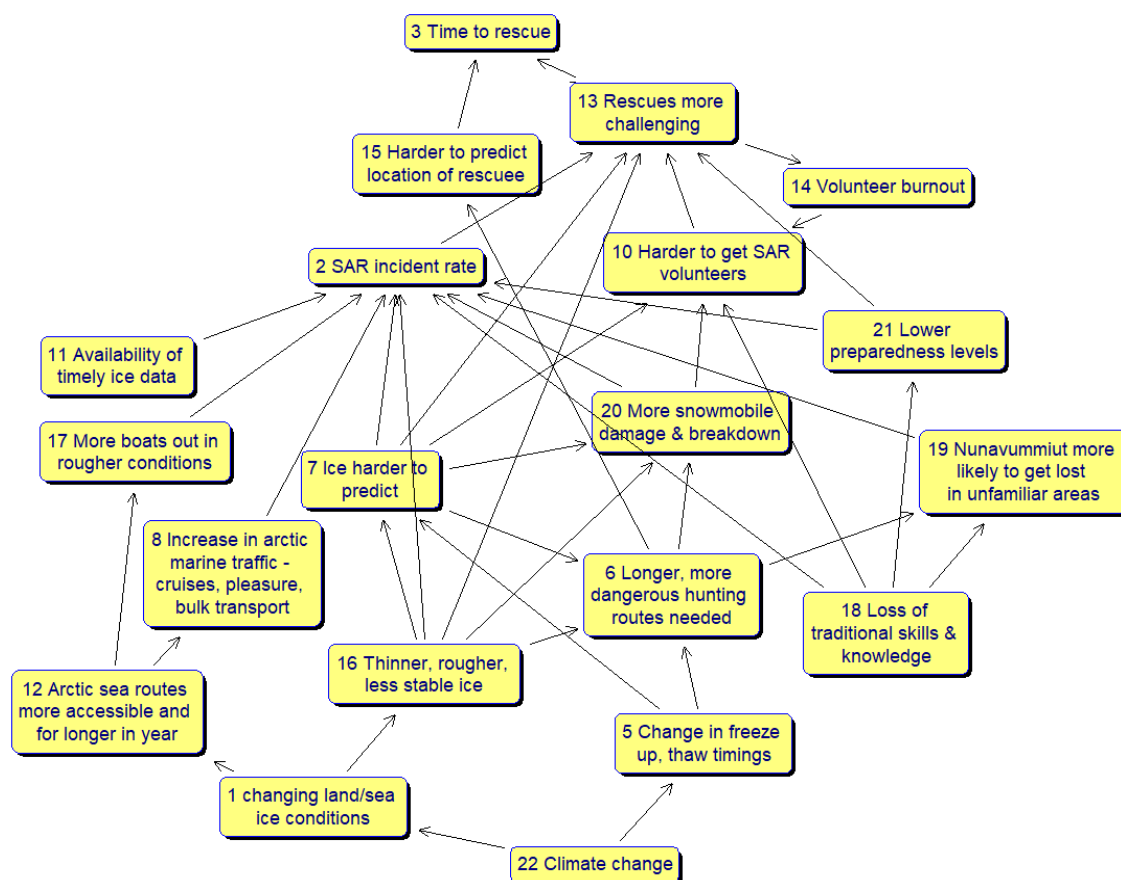 3 Time to rescue
13 Rescues more
challenging
15 Harder to predict
location of rescuee
14 Volunteer burnout
10 Harder to get SAR
volunteers
2 SAR incident rate
21 Lower
preparedness levels
11 Availability of
timely ice data
20 More snowmobile
damage & breakdown
17 More boats out in
rougher conditions
19 Nunavummiut more
likely to get lost
in unfamiliar areas
7 Ice harder to
predict
8 Increase in arctic
marine traffic -
cruises, pleasure,
bulk transport
6 Longer, more
dangerous hunting
routes needed
18 Loss of
traditional skills &
knowledge
16 Thinner, rougher,
less stable ice
12 Arctic sea routes
more accessible and
for longer in year
5 Change in freeze
up, thaw timings
1 changing land/sea
ice conditions
22 Climate change